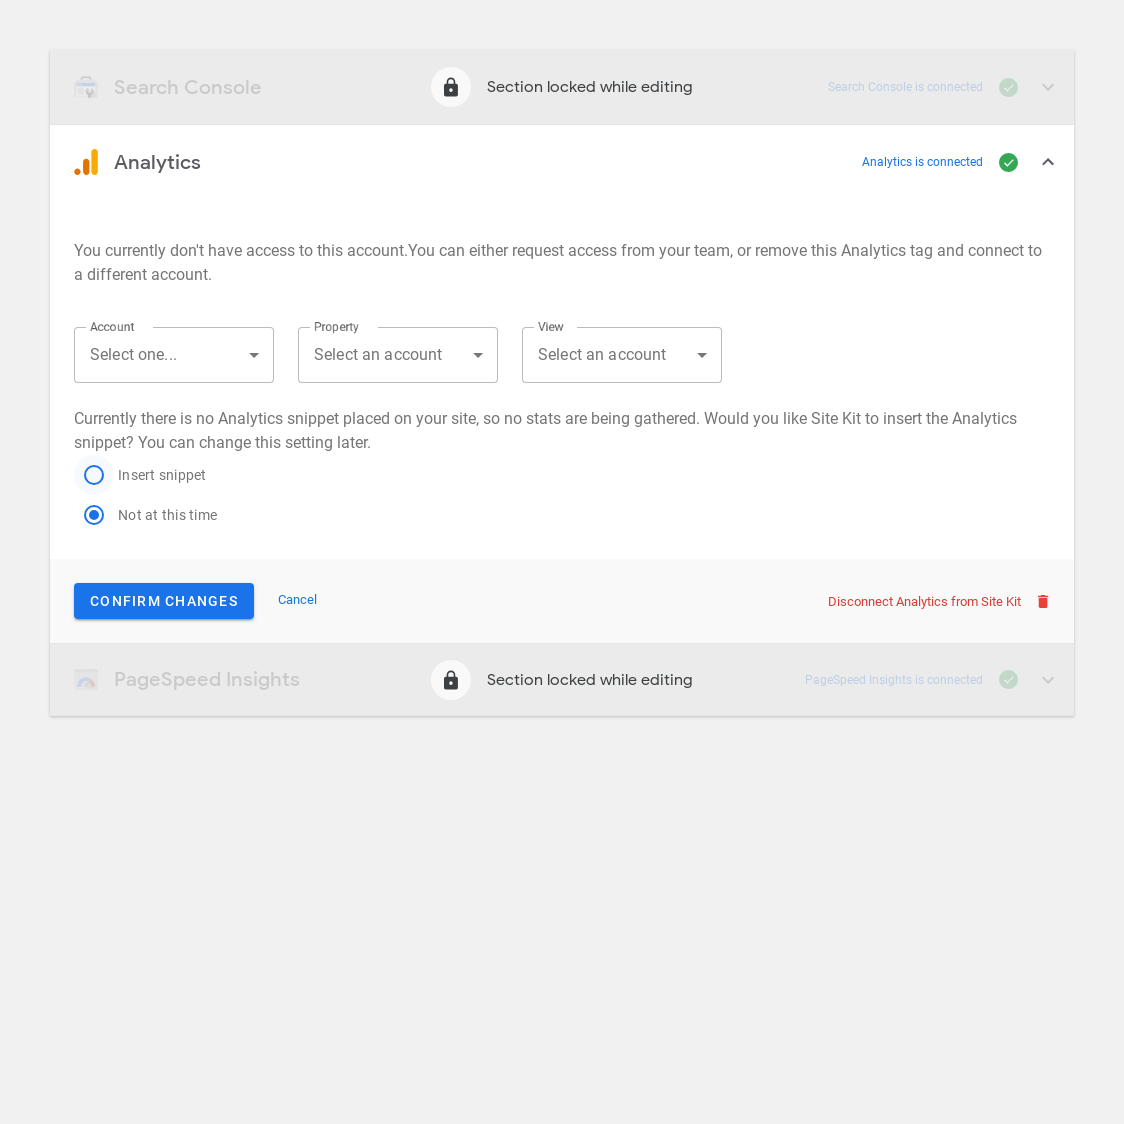 Search Console
Section locked while editing
Search Console is connected
Analytics
Analytics is connected
You currently don't have access to this account.You can either request access from your team, or remove this Analytics tag and connect to
a different account.
Account
Property
View
Select one...
Select an account
Select an account
Currently there is no Analytics snippet placed on your site, so no stats are being gathered. Would you like Site Kit to insert the Analytics
snippet? You can change this setting later.
Insert snippet
Not at this time
CONFIRM CHANGES
Cancel
Disconnect Analytics from Site Kit
PageSpeed Insights
Section locked while editing
PageSpeed Insights is connected